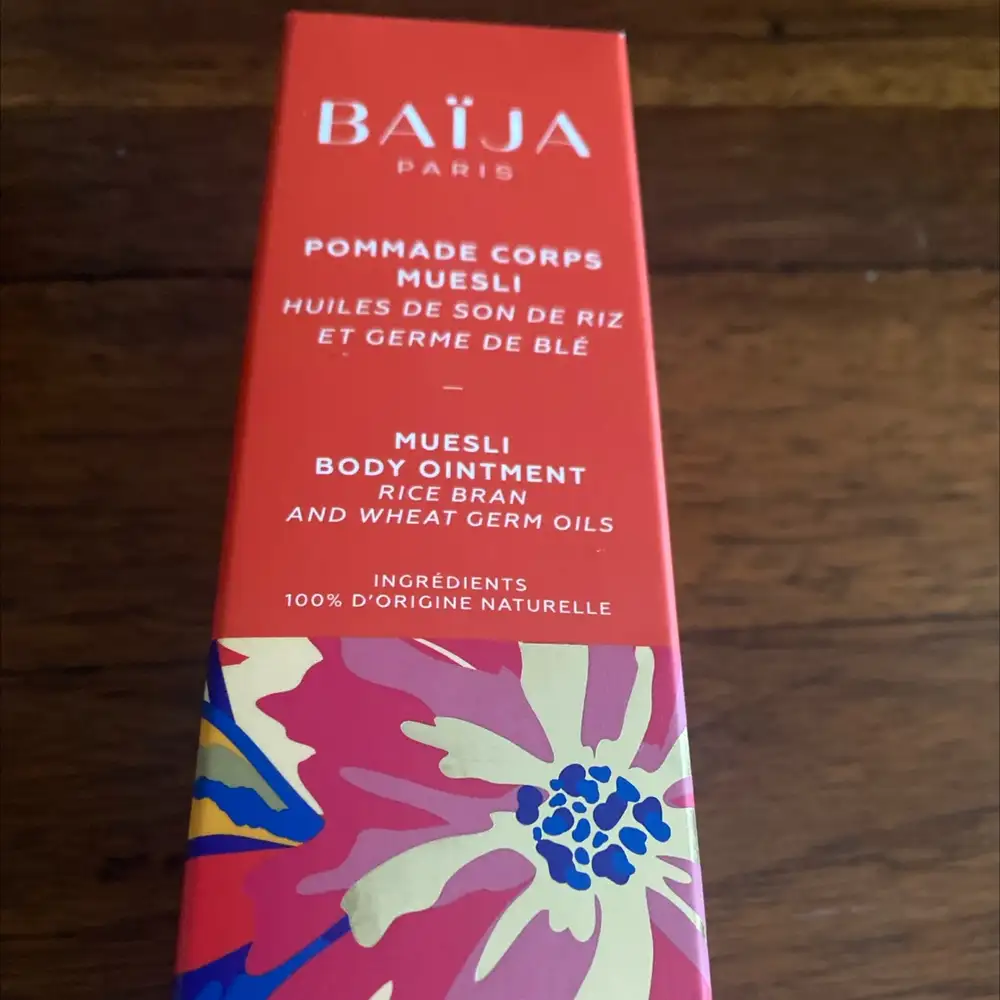 BAÏJA
PARIS
POMMADE CORPS
MUESLI
HUILES DE SON DE RIZ
ET GERME DE BLÉ
—
MUESLI
BODY OINTMENT
RICE BRAN
AND WHEAT GERM OILS
INGRÉDIENTS
100% D'ORIGINE NATURELLE